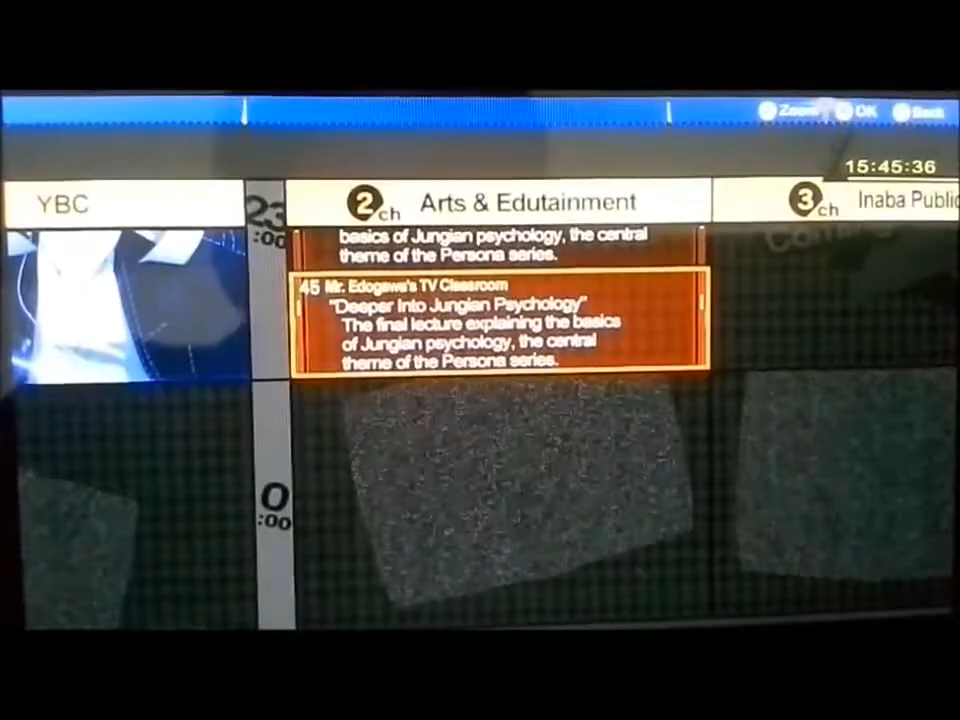 Zoom OK Back
15:45:36
YBC
23
:00
2ch Arts & Edutainment
3ch Inaba Public
basics of Jungian psychology, the central
theme of the Persona series.
45 Mr. Edogawa's TV Classroom
"Deeper Into Jungian Psychology"
The final lecture explaining the basics
of Jungian psychology, the central
theme of the Persona series.
0
:00